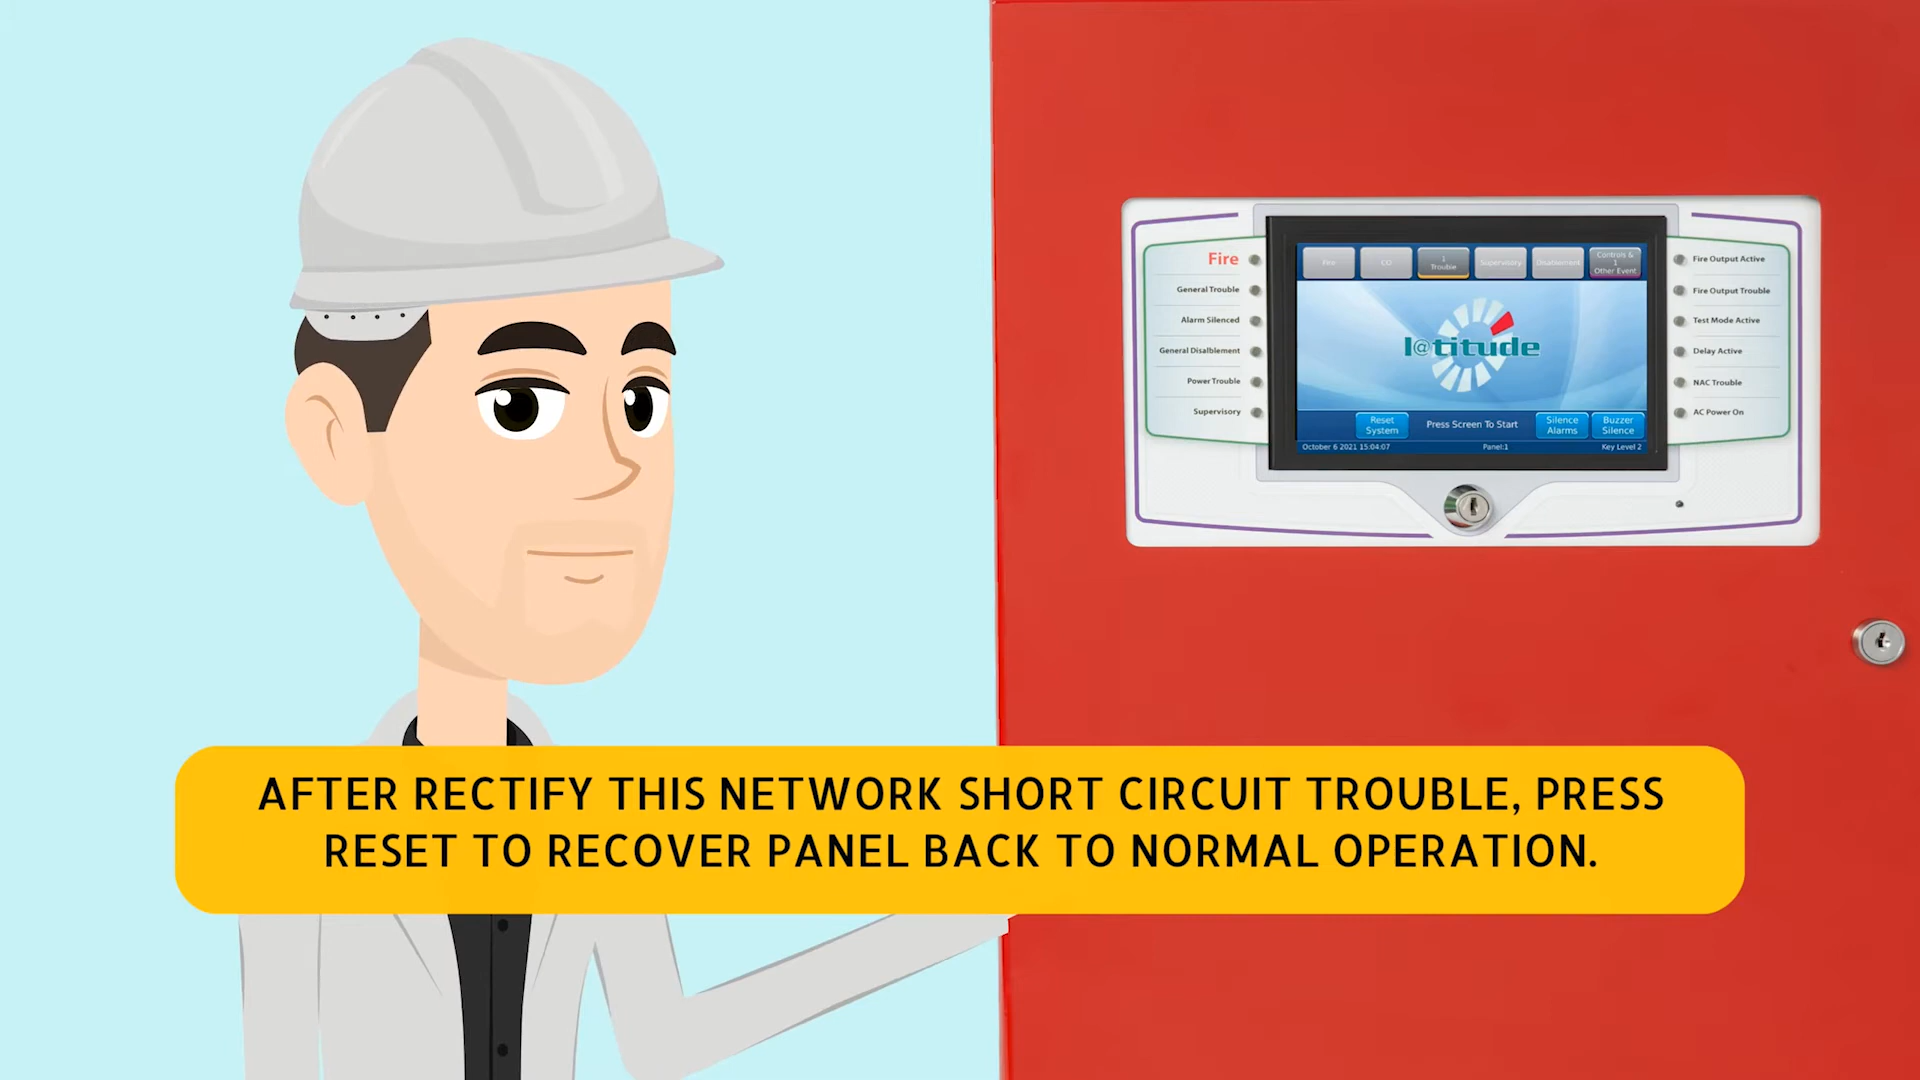 Fire
General Trouble
Alarm Silenced
General Disalblement
Power Trouble
Supervisory
Fire
CO
1
Trouble
Supervisory
Disablement
Controls &
1
Other Event
l@titude
Reset
System
Press Screen To Start
Silence
Alarms
Buzzer
Silence
October 6 2021 15:04:07
Panel:1
Key Level 2
Fire Output Active
Fire Output Trouble
Test Mode Active
Delay Active
NAC Trouble
AC Power On
AFTER RECTIFY THIS NETWORK SHORT CIRCUIT TROUBLE, PRESS
RESET TO RECOVER PANEL BACK TO NORMAL OPERATION.